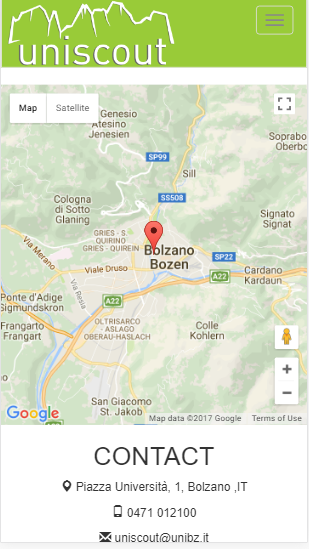 uniscout
Map
Satellite
Genesio
Atesino
Jenesien
Soprabo
Oberbo
SP99
Sill
SS508
Cologna
di Sotto
Glaning
Signato
Signat
GRIES - S.
QUIRINO
GRIES - QUIREIN
Via Merano
Bolzano
Bozen
SP22
Viale Druso
Cardano
Kardaun
A22
Via Resia
Ponte d'Adige
Sigmundskron
A22
Frangarto
Frangart
OLTRISARCO
- ASLAGO
OBERAU-HASLACH
Colle
Kohlern
San Giacomo
St. Jakob
Google
Map data ©2017 Google
Terms of Use
CONTACT
Piazza Università, 1, Bolzano ,IT
0471 012100
uniscout@unibz.it